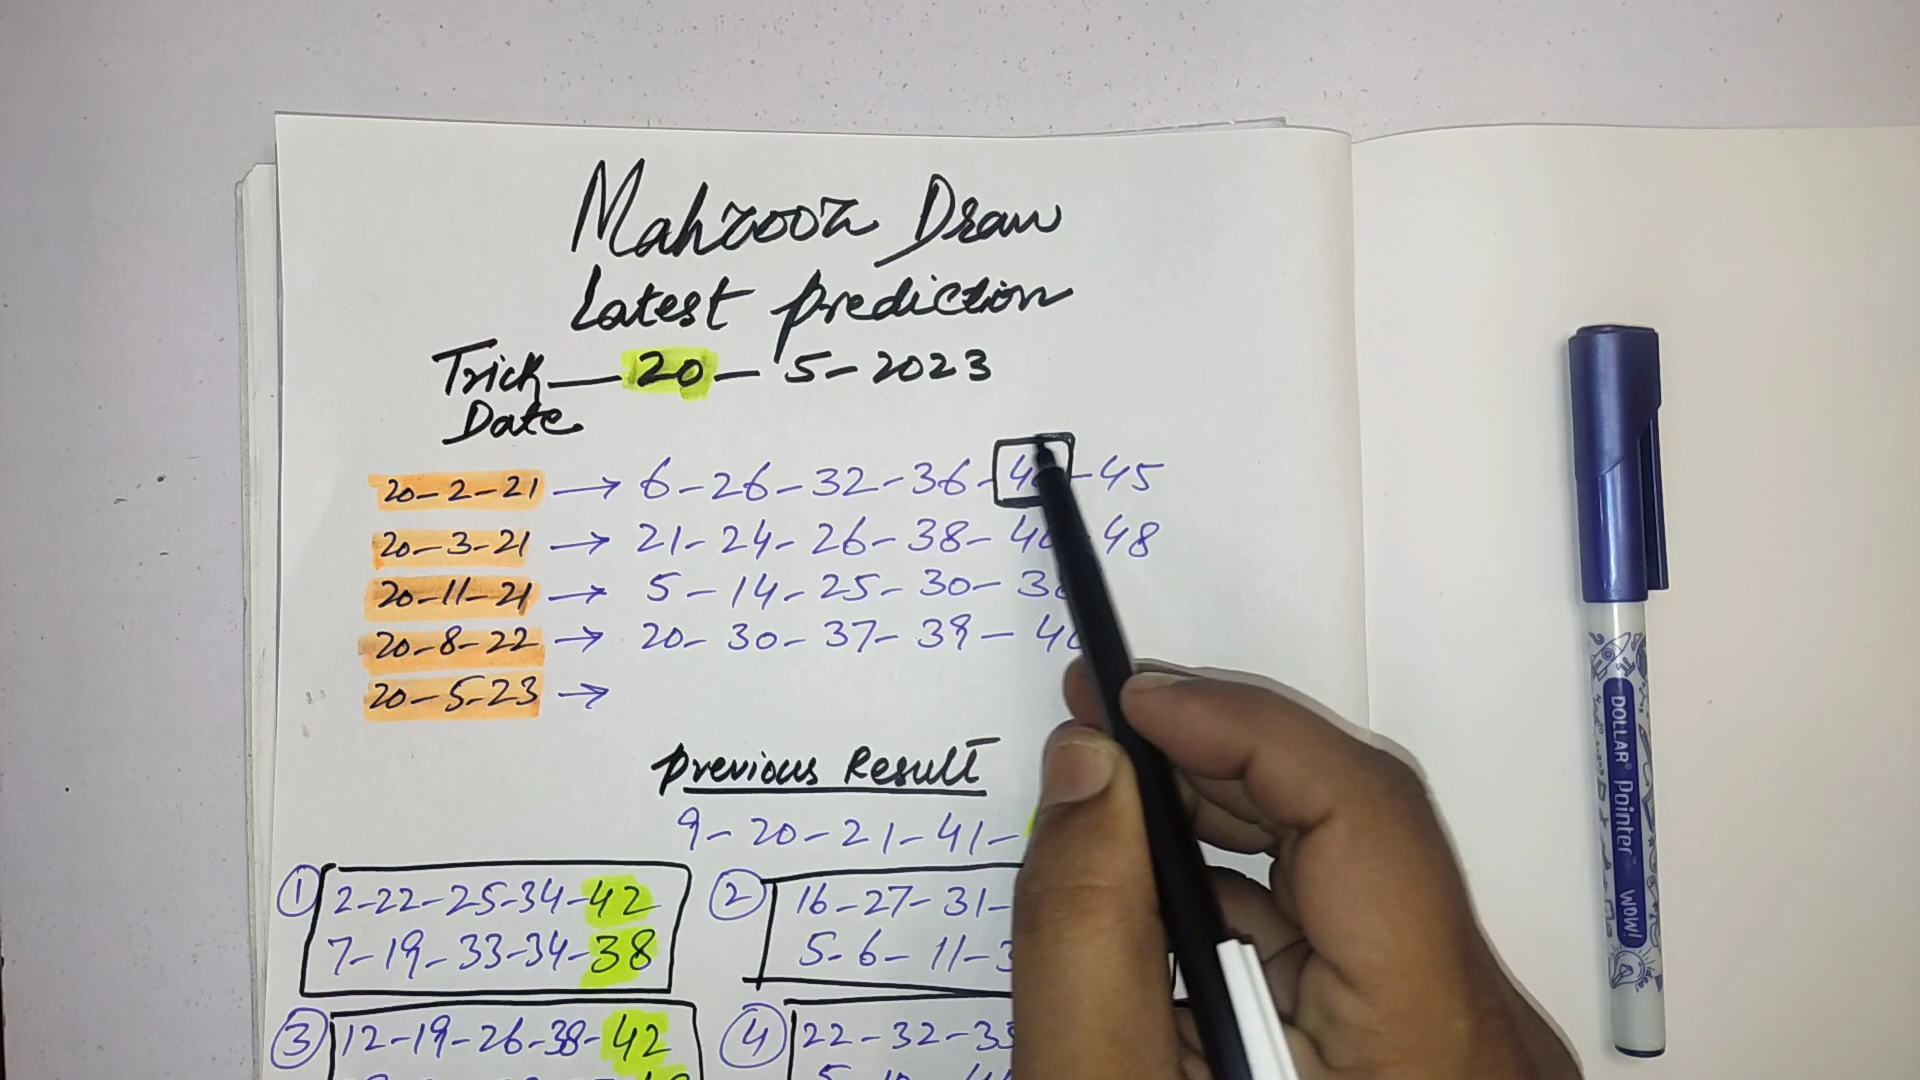 Mahzooz Draw
Latest Prediction
Trick — 20 - 5 - 2023
Date
20-2-21 → 6-26-32-36- -45
20-3-21 → 21-24-26-38- 48
20-11-21 → 5-14-25-30-
20-8-22 → 20-30-37-39-
20-5-23 →
Previous Result
9-20-21-41-
① 2-22-25-34-42
7-19-33-34-38
② 16-27-31-
5-6-11-
③ 12-19-26-38-42
④ 22-32-33
DOLLAR® Pointer WOW!